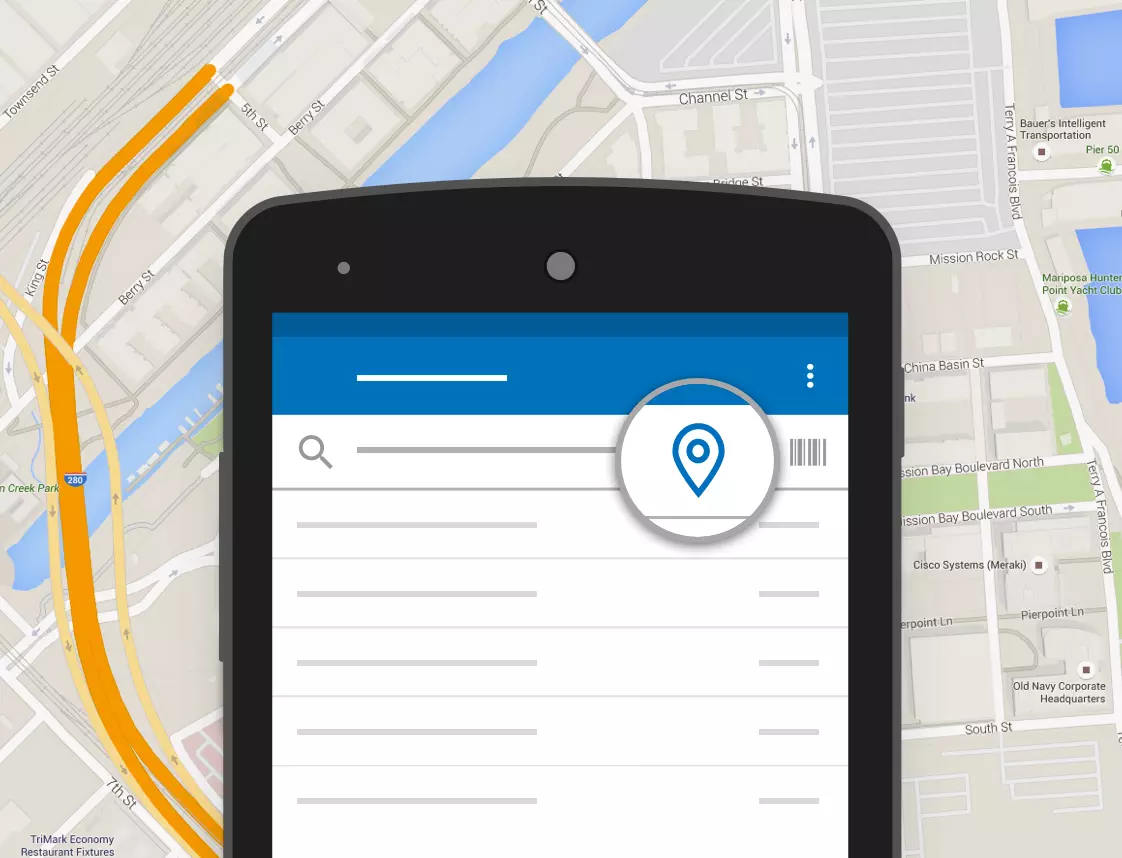 Townsend St
5th St
Berry St
St
Channel St
Bridge St
Terry A Francois Blvd
Bauer's Intelligent
Transportation
Pier 50
King St
Berry St
Mission Rock St
Mariposa Hunter
Point Yacht Club
China Basin St
nk
280
n Creek Park
ssion Bay Boulevard North
ission Bay Boulevard South
Terry A Francois Blvd
Cisco Systems (Meraki)
erpoint Ln
Pierpoint Ln
Old Navy Corporate
Headquarters
South St
7th St
TriMark Economy
Restaurant Fixtures